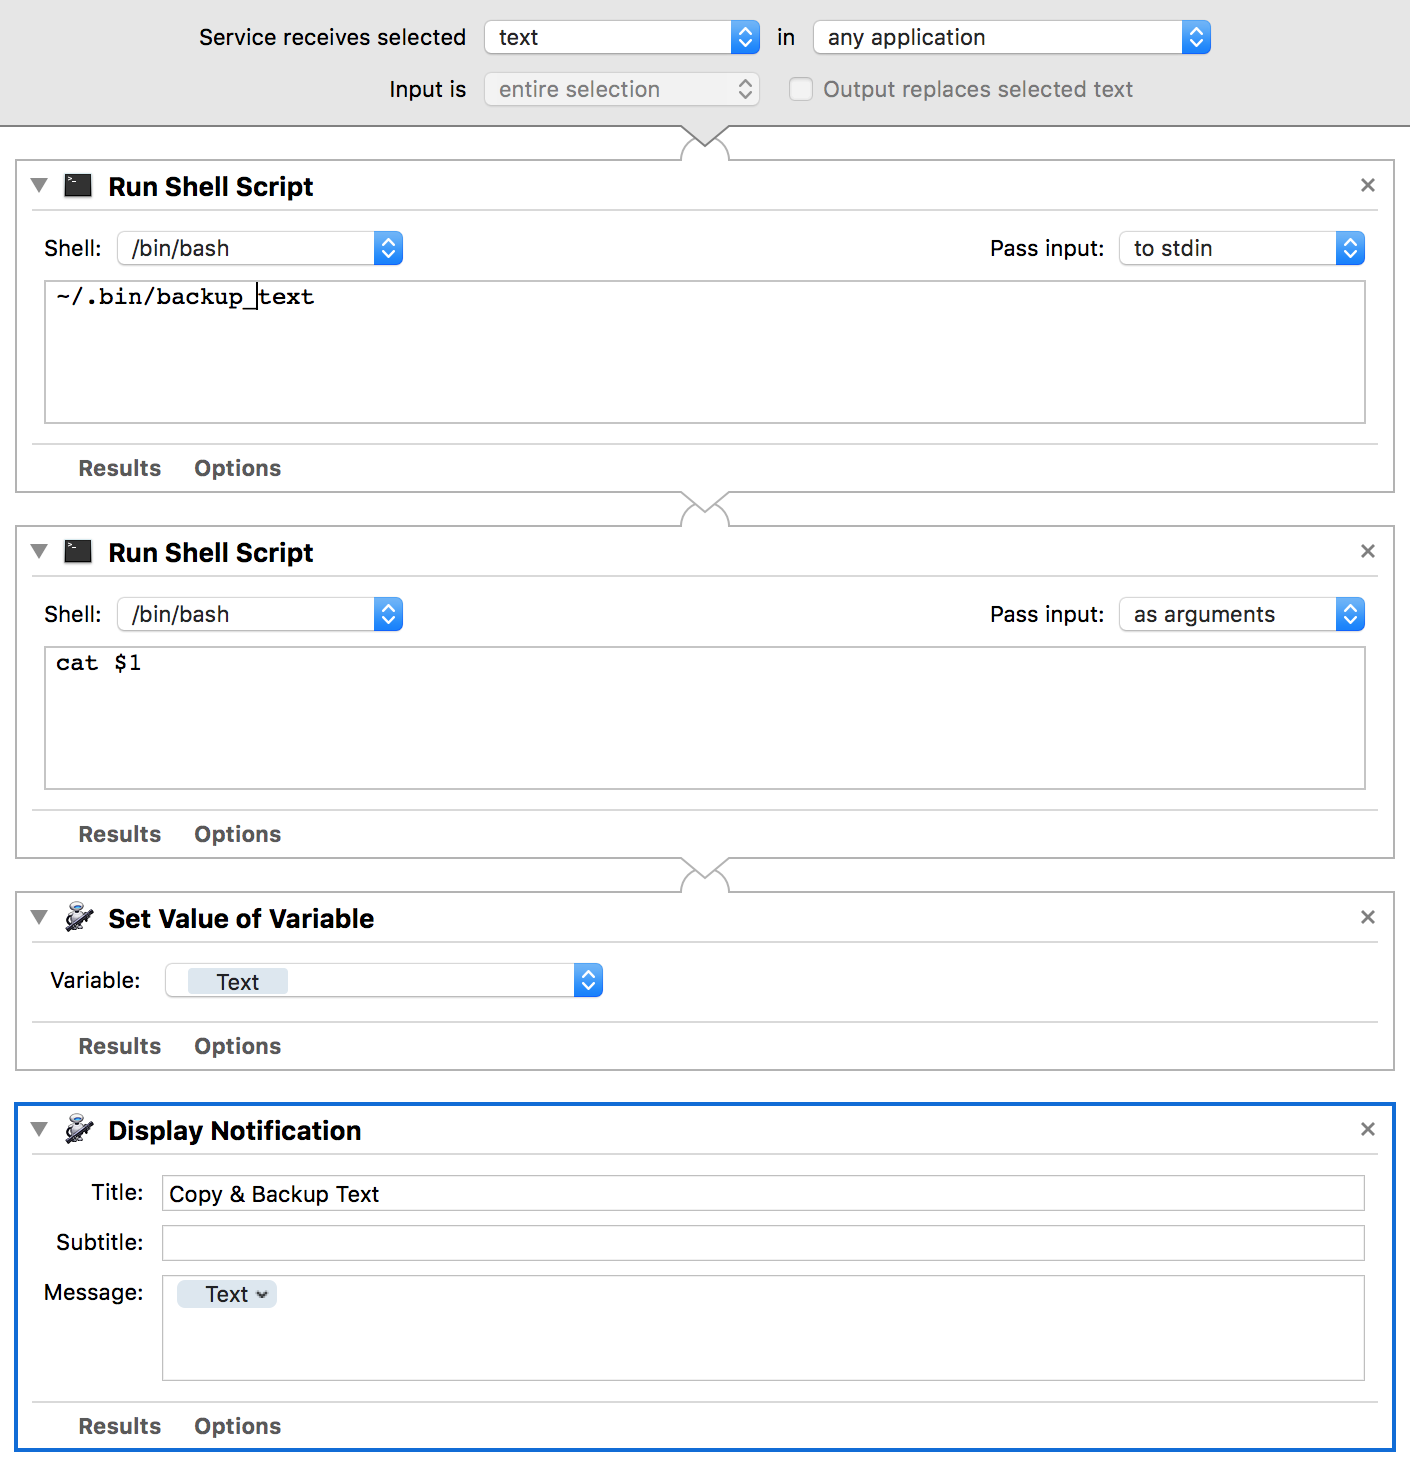 Service receives selected text in any application
Input is entire selection Output replaces selected text
Run Shell Script
Shell: /bin/bash Pass input: to stdin
~/.bin/backup_text
Results Options
Run Shell Script
Shell: /bin/bash Pass input: as arguments
cat $1
Results Options
Set Value of Variable
Variable: Text
Results Options
Display Notification
Title: Copy & Backup Text
Subtitle:
Message: Text
Results Options